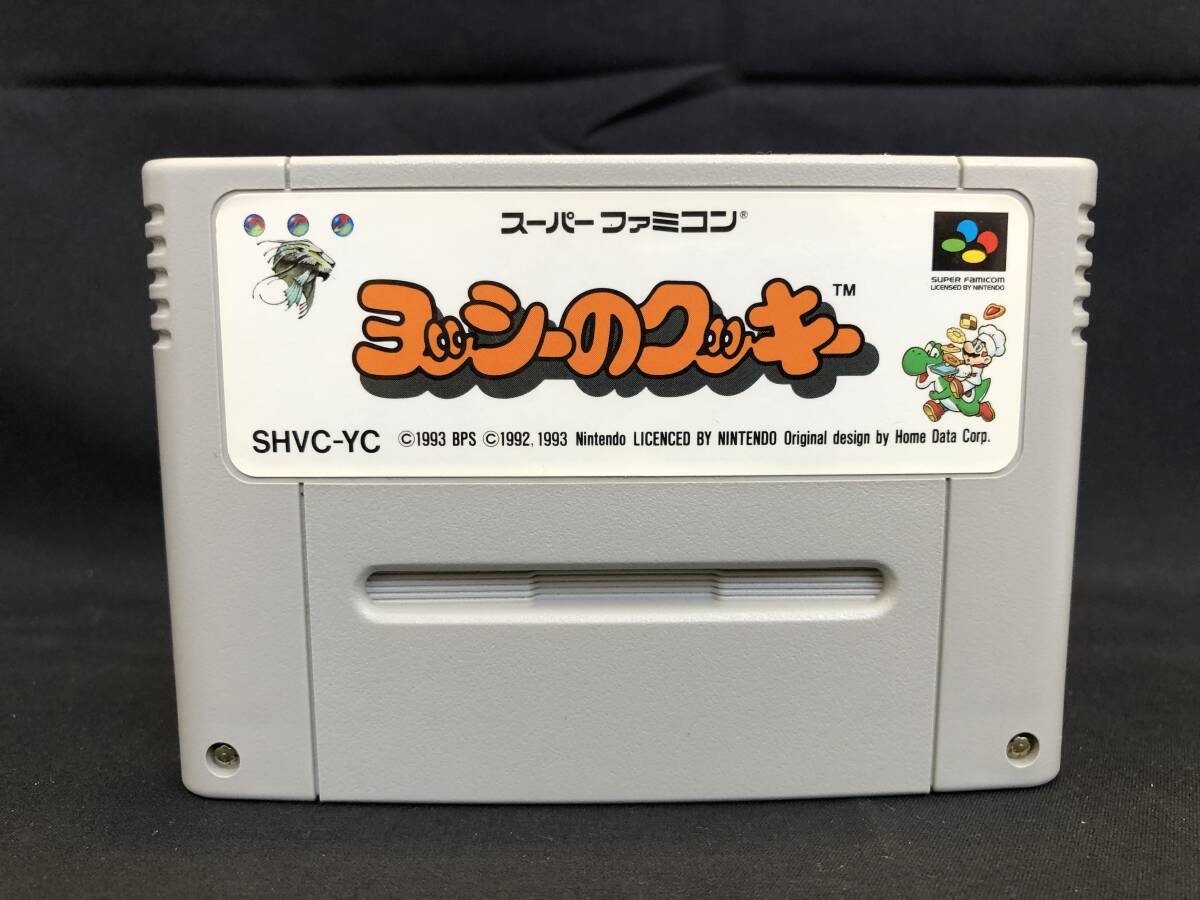 スーパーファミコン®
SUPER FAMICOM
LICENSED BY NINTENDO
ヨッシーのクッキー™
SHVC-YC ©1993 BPS ©1992, 1993 Nintendo LICENCED BY NINTENDO Original design by Home Data Corp.